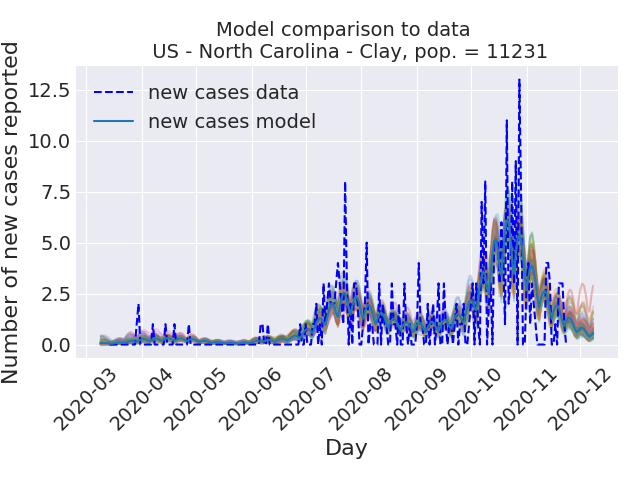 Model comparison to data
US - North Carolina - Clay, pop. = 11231
new cases data
new cases model
Number of new cases reported
12.5
10.0
7.5
5.0
2.5
0.0
2020-03
2020-04
2020-05
2020-06
2020-07
2020-08
2020-09
2020-10
2020-11
2020-12
Day